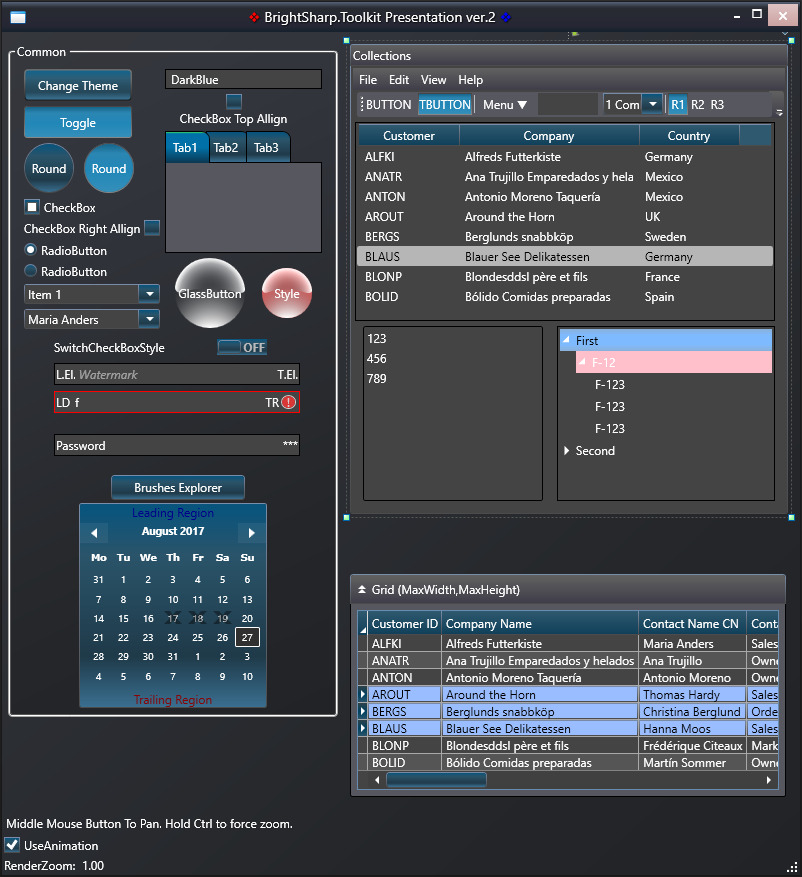 BrightSharp.Toolkit Presentation ver.2
Common
Change Theme
DarkBlue
Toggle
CheckBox Top Allign
Round Round
Tab1 Tab2 Tab3
CheckBox
CheckBox Right Allign
RadioButton
RadioButton
Item 1
Maria Anders
GlassButton
Style
SwitchCheckBoxStyle OFF
L.El. Watermark T.El.
LD f TR !
Password ***
Brushes Explorer
Leading Region
August 2017
Mo Tu We Th Fr Sa Su
31 1 2 3 4 5 6
7 8 9 10 11 12 13
14 15 16 17 18 19 20
21 22 23 24 25 26 27
28 29 30 31 1 2 3
4 5 6 7 8 9 10
Trailing Region
Collections
File Edit View Help
BUTTON TBUTTON Menu ▼ 1 Com R1 R2 R3
Customer Company Country
ALFKI Alfreds Futterkiste Germany
ANATR Ana Trujillo Emparedados y hela Mexico
ANTON Antonio Moreno Taquería Mexico
AROUT Around the Horn UK
BERGS Berglunds snabbköp Sweden
BLAUS Blauer See Delikatessen Germany
BLONP Blondesddsl père et fils France
BOLID Bólido Comidas preparadas Spain
123
456
789
First
F-12
F-123
F-123
F-123
Second
Grid (MaxWidth,MaxHeight)
Customer ID Company Name Contact Name CN Conta
ALFKI Alfreds Futterkiste Maria Anders Sales
ANATR Ana Trujillo Emparedados y helados Ana Trujillo Owne
ANTON Antonio Moreno Taquería Antonio Moreno Owne
AROUT Around the Horn Thomas Hardy Sales
BERGS Berglunds snabbköp Christina Berglund Orde
BLAUS Blauer See Delikatessen Hanna Moos Sales
BLONP Blondesddsl père et fils Frédérique Citeaux Mark
BOLID Bólido Comidas preparadas Martín Sommer Owne
Middle Mouse Button To Pan. Hold Ctrl to force zoom.
UseAnimation
RenderZoom: 1.00